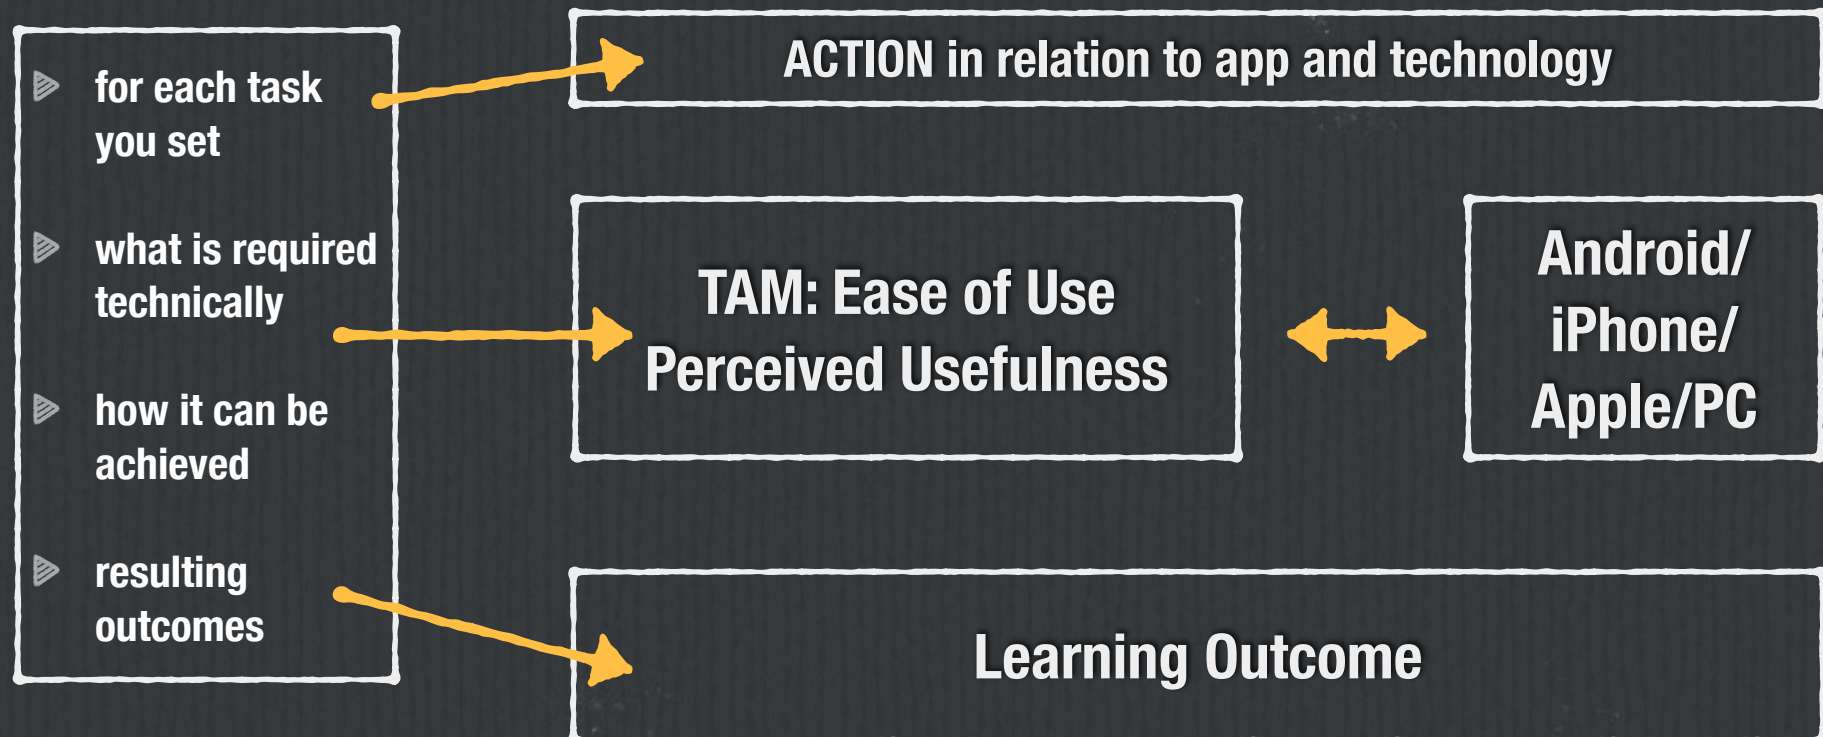 for each task
you set
what is required
technically
how it can be
achieved
resulting
outcomes
ACTION in relation to app and technology
TAM: Ease of Use
Perceived Usefulness
Android/
iPhone/
Apple/PC
Learning Outcome